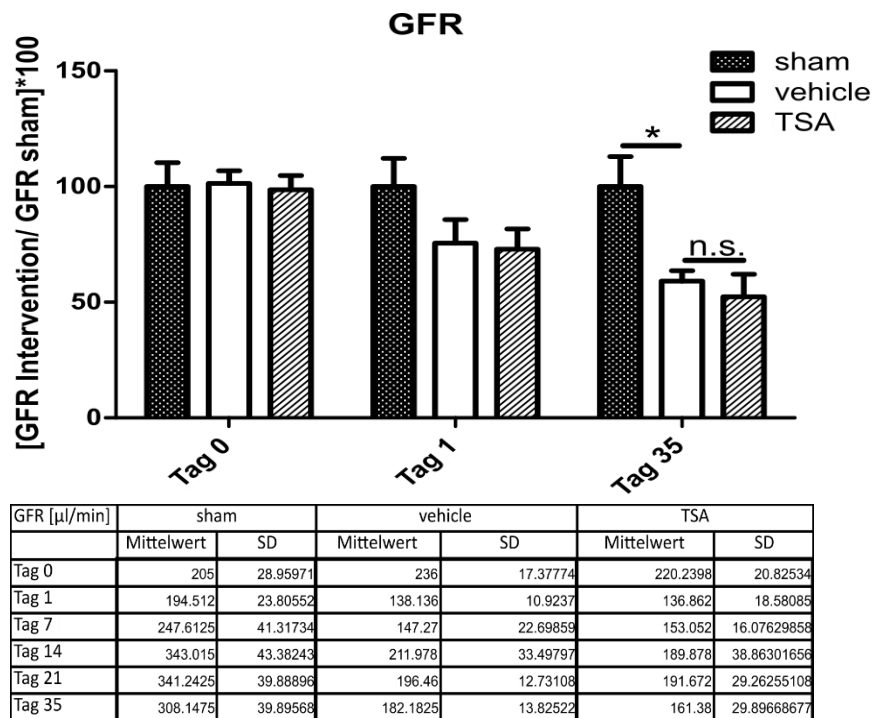 GFR
[GFR Intervention/ GFR sham]*100
150
100
50
0
sham
vehicle
TSA
*
n.s.
Tag 0
Tag 1
Tag 35
GFR [µl/min] sham vehicle TSA
Mittelwert SD Mittelwert SD Mittelwert SD
Tag 0 205 28.95971 236 17.37774 220.2398 20.82534
Tag 1 194.512 23.80552 138.136 10.9237 136.862 18.58085
Tag 7 247.6125 41.31734 147.27 22.69859 153.052 16.07629858
Tag 14 343.015 43.38243 211.978 33.49797 189.878 38.86301656
Tag 21 341.2425 39.88896 196.46 12.73108 191.672 29.26255108
Tag 35 308.1475 39.89568 182.1825 13.82522 161.38 29.89668677